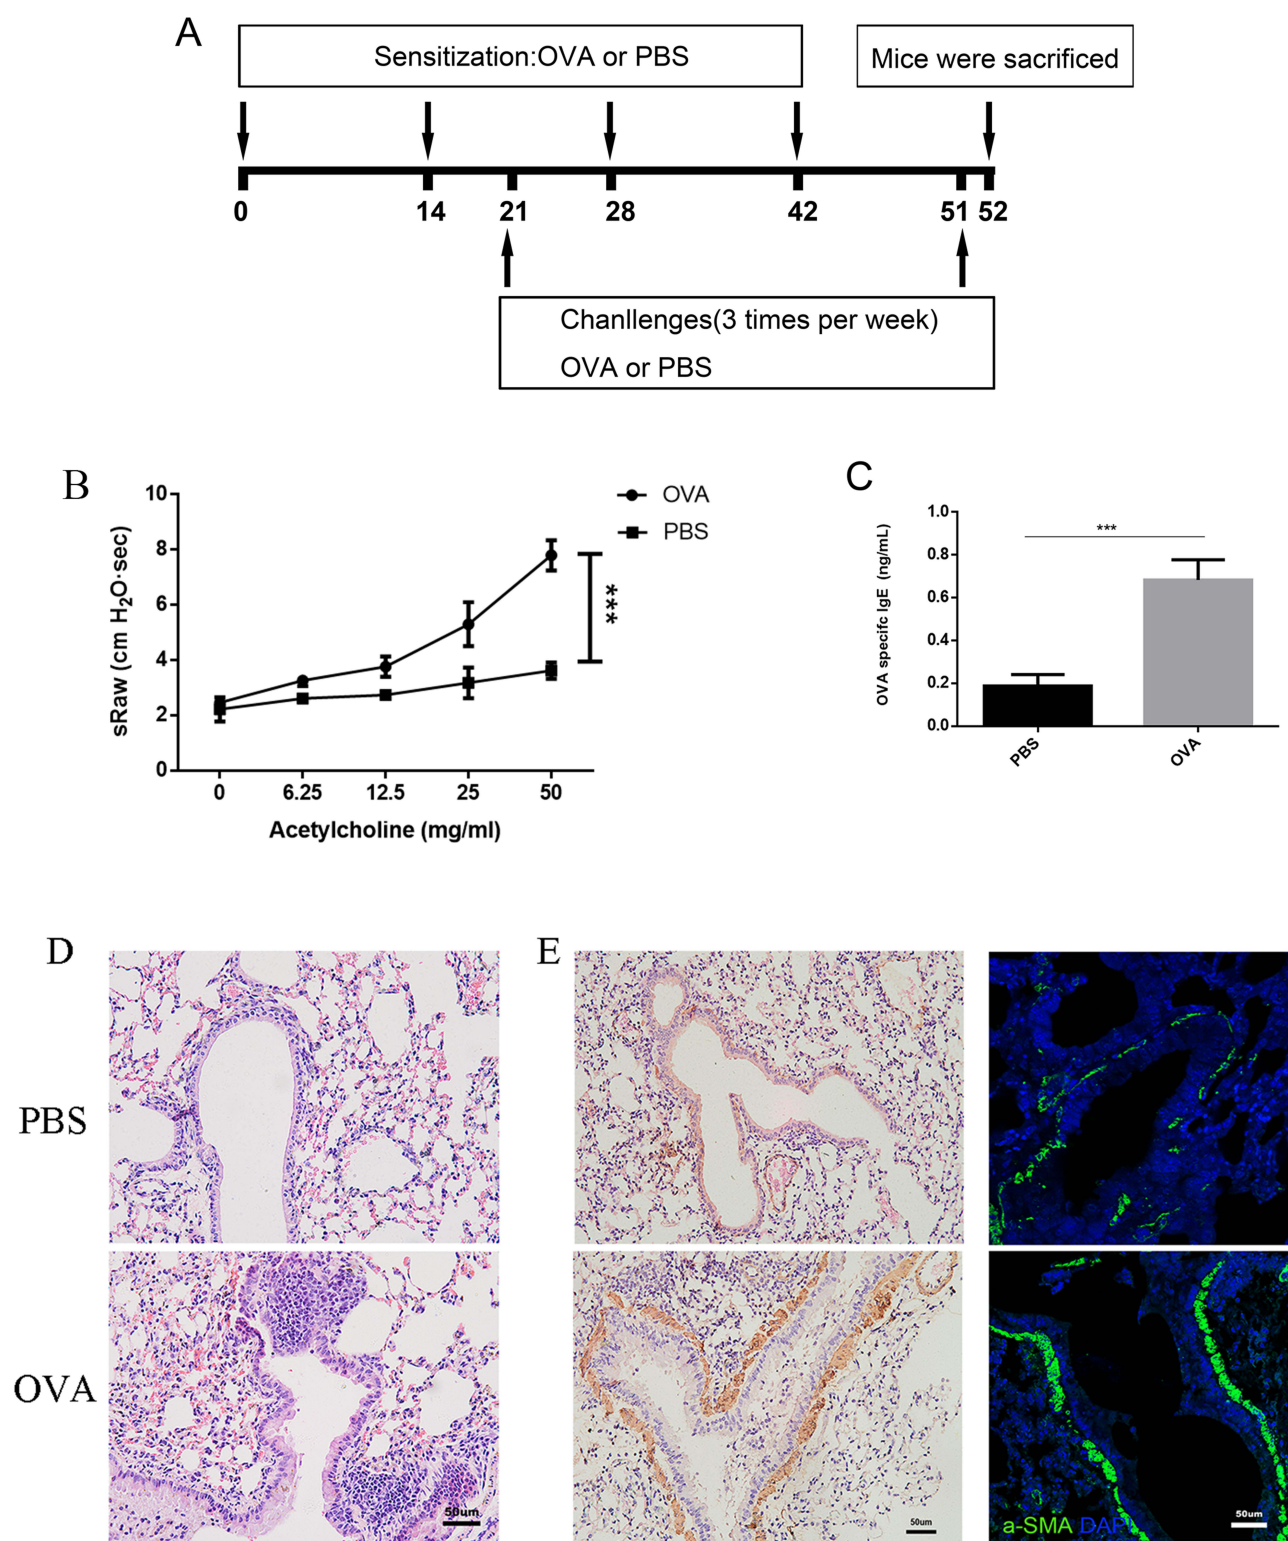 A
Sensitization:OVA or PBS
Mice were sacrificed
0 14 21 28 42 51 52
Chanllenges(3 times per week)
OVA or PBS
B
10
8
6
4
2
0
sRaw (cm H₂O·sec)
0 6.25 12.5 25 50
Acetylcholine (mg/ml)
OVA
PBS
***
C
1.0
0.8
0.6
0.4
0.2
0.0
OVA specifc IgE (ng/mL)
***
PBS
OVA
D
E
PBS
OVA
50um
50um
a-SMA DAPI